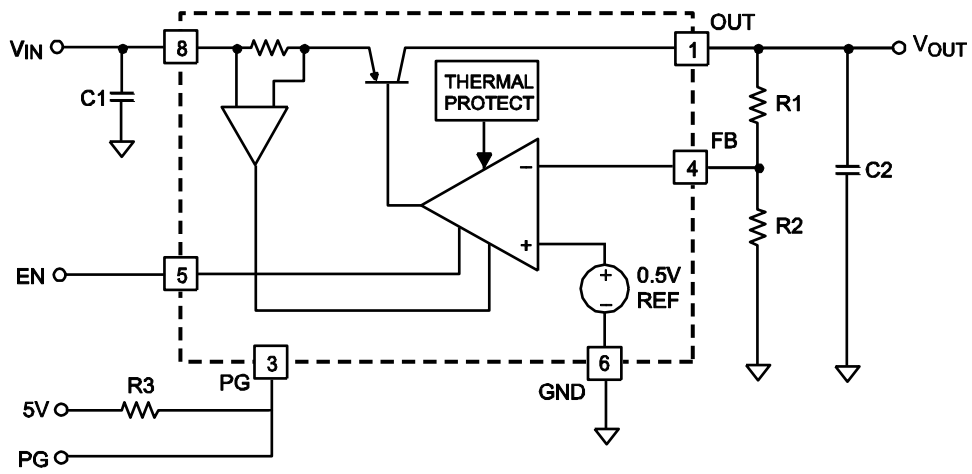 OUT
VIN
8
1
VOUT
C1
THERMAL
PROTECT
R1
FB
−
4
C2
R2
+
EN
5
+
−
0.5V
REF
3
6
PG
GND
R3
5V
PG